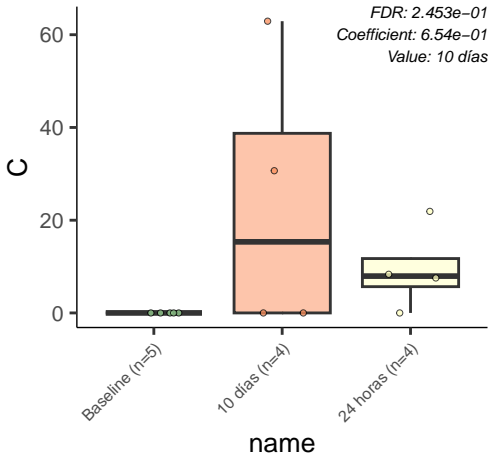 FDR: 2.453e−01
Coefficient: 6.54e−01
Value: 10 días
60
40
20
0
C
Baseline (n=5)
10 días (n=4)
24 horas (n=4)
name